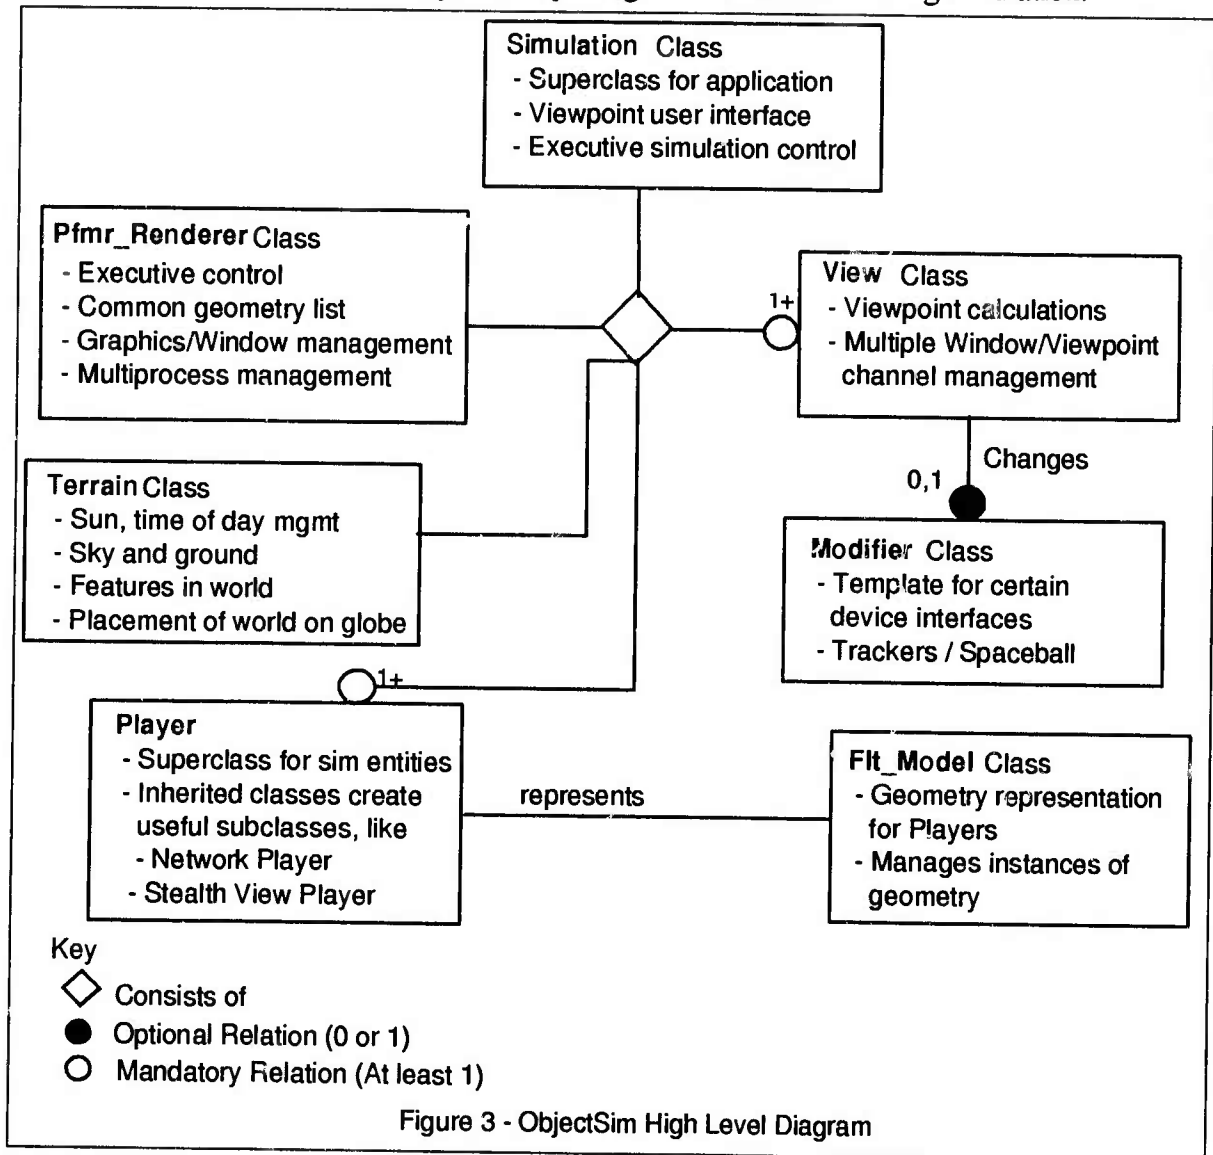 Simulation Class
- Superclass for application
- Viewpoint user interface
- Executive simulation control
Pfmr_Renderer Class
- Executive control
- Common geometry list
- Graphics/Window management
- Multiprocess management
1+
View Class
- Viewpoint calculations
- Multiple Window/Viewpoint
channel management
Changes
0,1
Terrain Class
- Sun, time of day mgmt
- Sky and ground
- Features in world
- Placement of world on globe
Modifier Class
- Template for certain
device interfaces
- Trackers / Spaceball
1+
Player
- Superclass for sim entities
- Inherited classes create
useful subclasses, like
- Network Player
- Stealth View Player
represents
Flt_Model Class
- Geometry representation
for Players
- Manages instances of
geometry
Key
Consists of
Optional Relation (0 or 1)
Mandatory Relation (At least 1)
Figure 3 - ObjectSim High Level Diagram